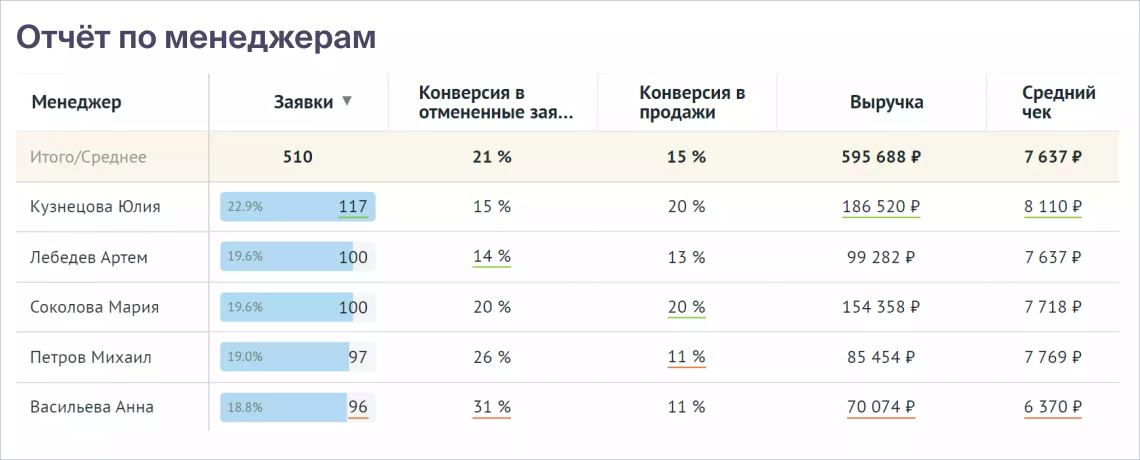 Отчёт по менеджерам
Менеджер Заявки ▼ Конверсия в отмененные зая… Конверсия в продажи Выручка Средний чек
Итого/Среднее 510 21 % 15 % 595 688 ₽ 7 637 ₽
Кузнецова Юлия 22.9% 117 15 % 20 % 186 520 ₽ 8 110 ₽
Лебедев Артем 19.6% 100 14 % 13 % 99 282 ₽ 7 637 ₽
Соколова Мария 19.6% 100 20 % 20 % 154 358 ₽ 7 718 ₽
Петров Михаил 19.0% 97 26 % 11 % 85 454 ₽ 7 769 ₽
Васильева Анна 18.8% 96 31 % 11 % 70 074 ₽ 6 370 ₽